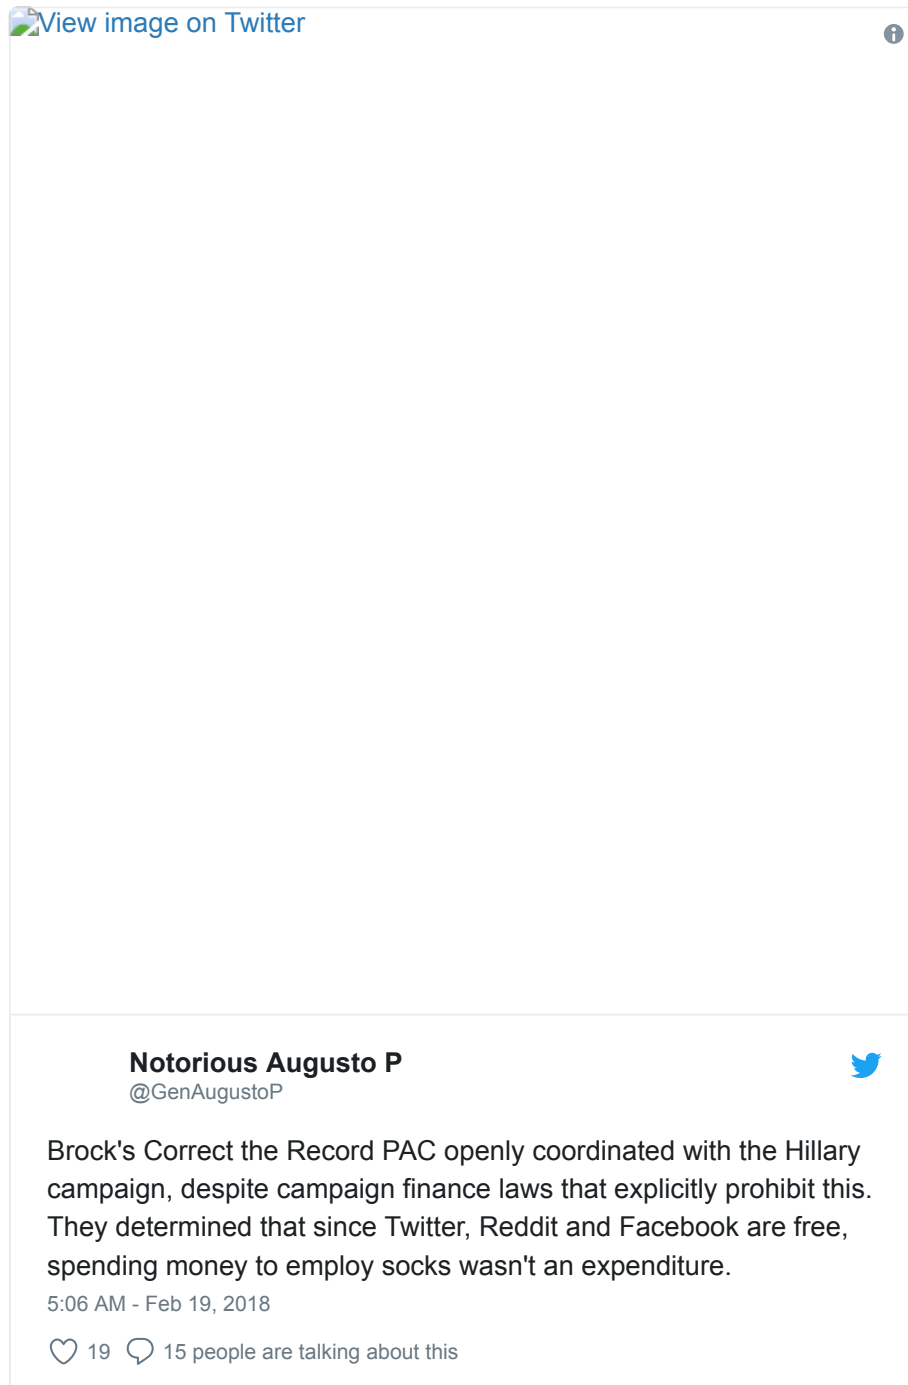 View image on Twitter
Notorious Augusto P
@GenAugustoP
Brock's Correct the Record PAC openly coordinated with the Hillary
campaign, despite campaign finance laws that explicitly prohibit this.
They determined that since Twitter, Reddit and Facebook are free,
spending money to employ socks wasn't an expenditure.
5:06 AM - Feb 19, 2018
19 15 people are talking about this